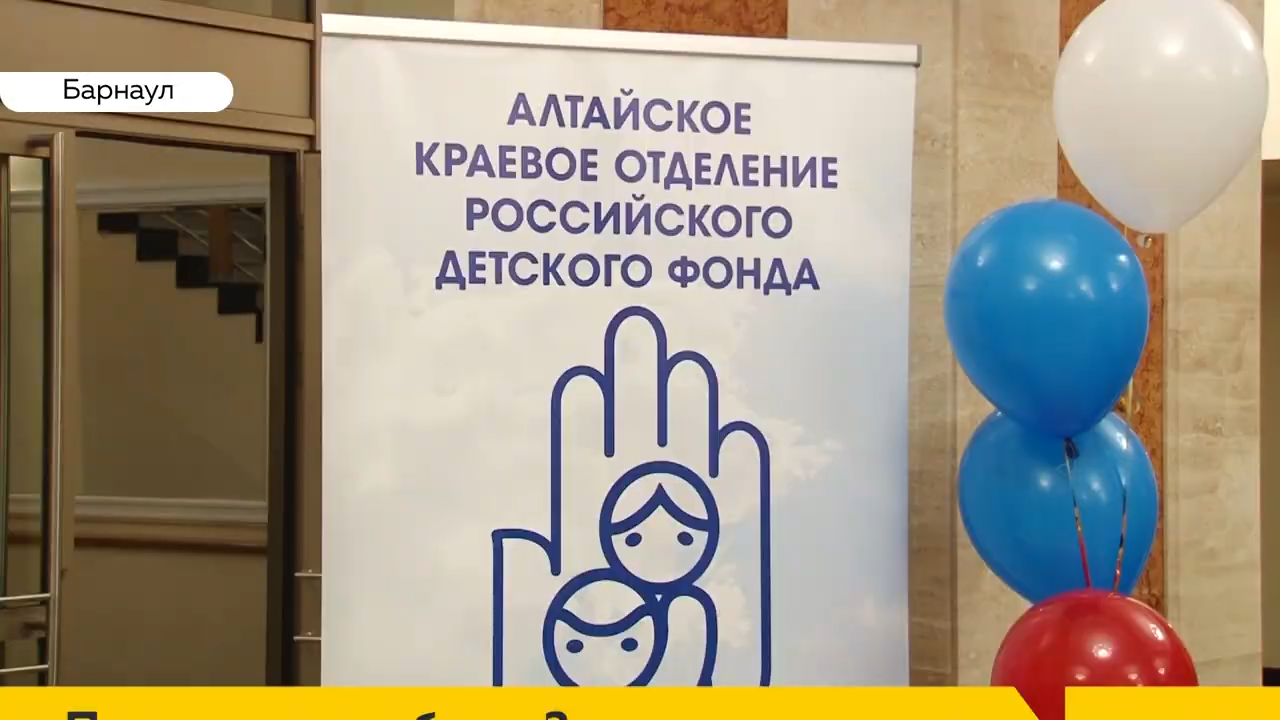 Барнаул
АЛТАЙСКОЕ
КРАЕВОЕ ОТДЕЛЕНИЕ
РОССИЙСКОГО
ДЕТСКОГО ФОНДА